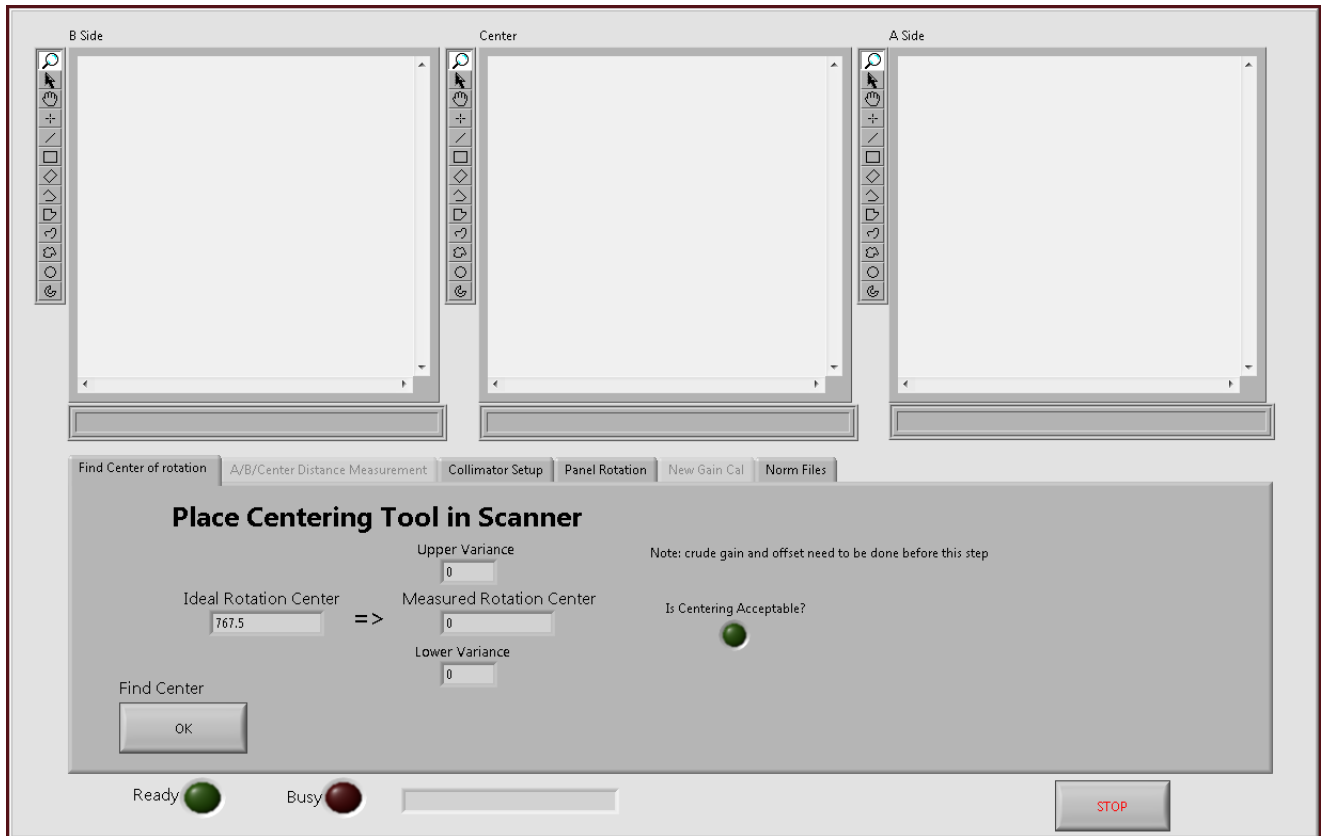 B Side
Center
A Side
Find Center of rotation
A/B/Center Distance Measurement
Collimator Setup
Panel Rotation
New Gain Cal
Norm Files
Place Centering Tool in Scanner
Upper Variance
0
Note: crude gain and offset need to be done before this step
Ideal Rotation Center
767.5
=>
Measured Rotation Center
0
Is Centering Acceptable?
Lower Variance
0
Find Center
OK
Ready
Busy
STOP